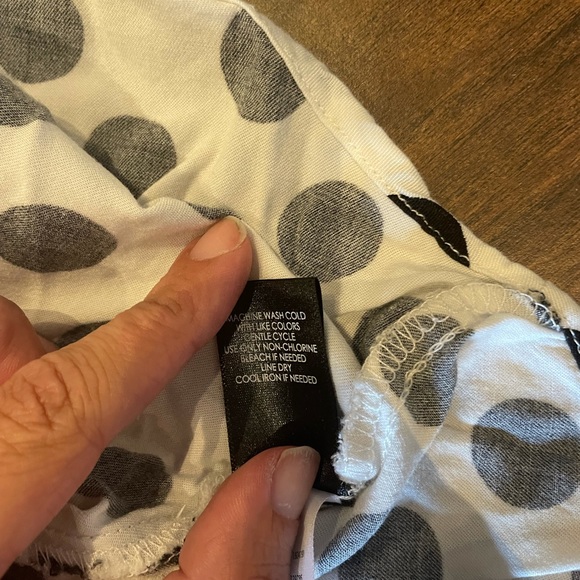 MACHINE WASH COLD
WITH LIKE COLORS
GENTLE CYCLE
USE ONLY NON-CHLORINE
BLEACH IF NEEDED
LINE DRY
COOL IRON IF NEEDED